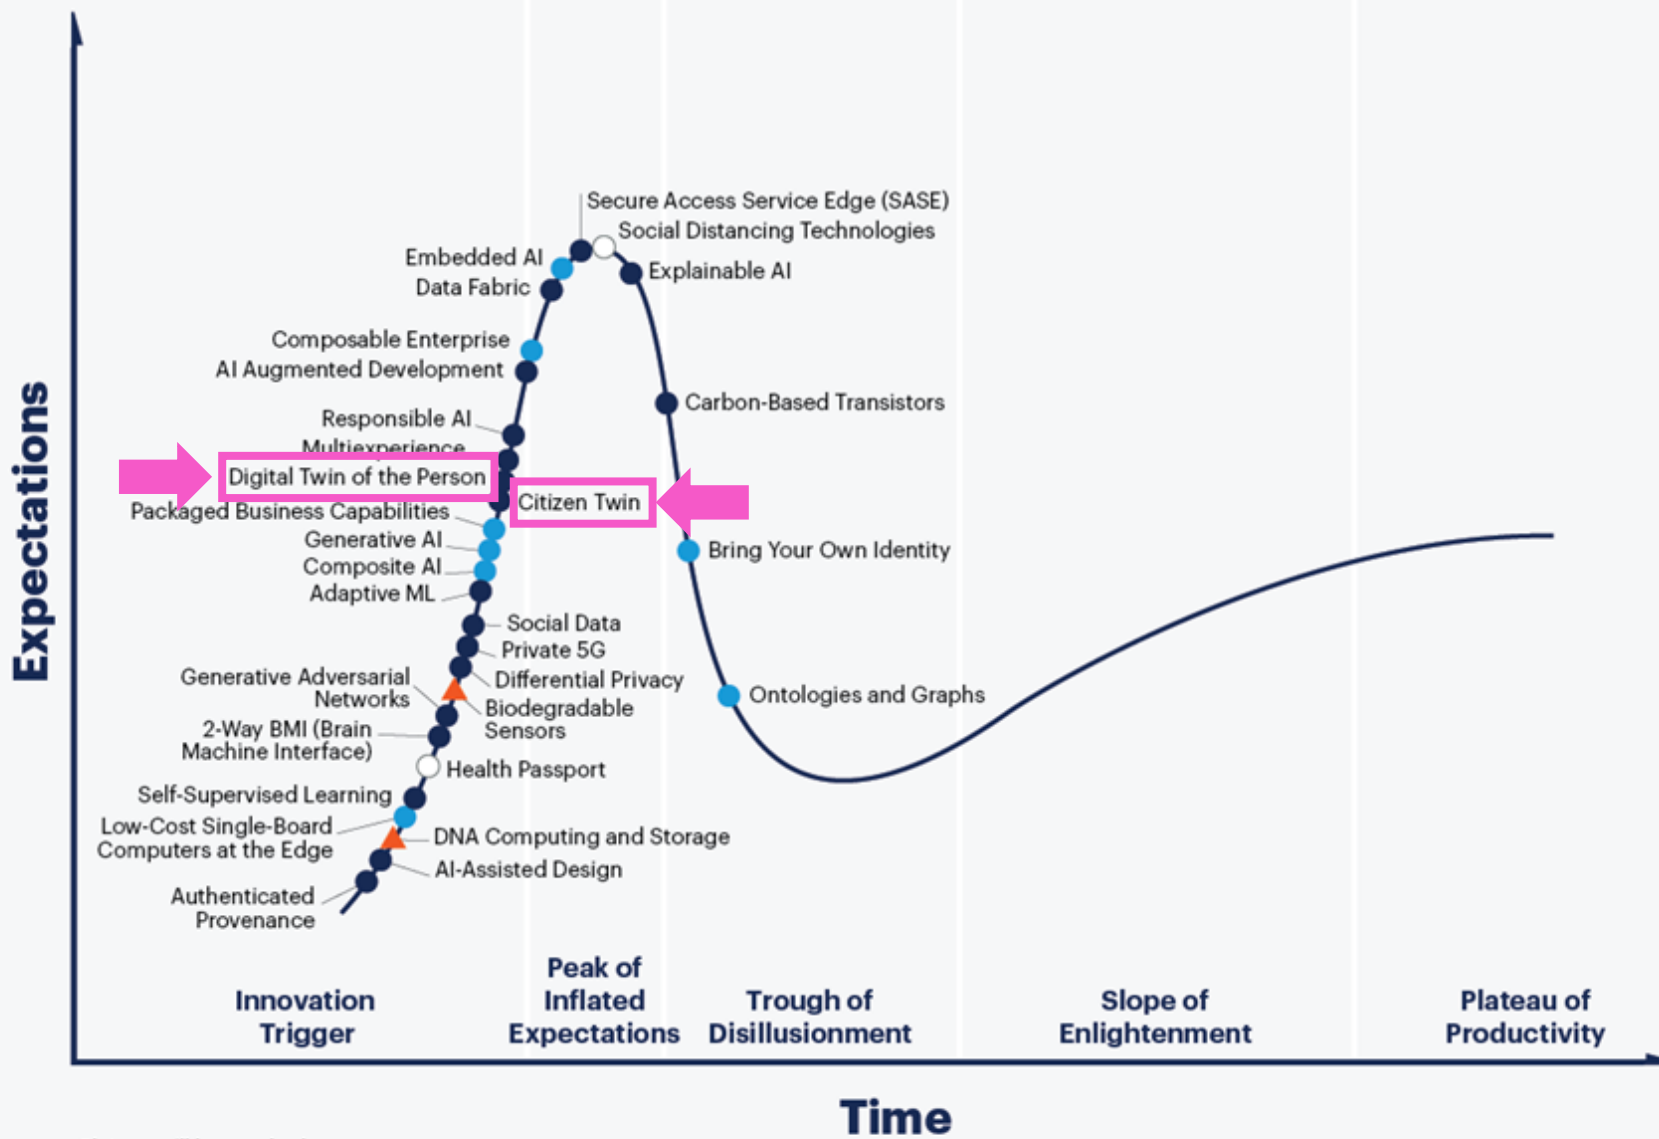 Secure Access Service Edge (SASE)
Social Distancing Technologies
Embedded AI
Explainable AI
Data Fabric
Composable Enterprise
AI Augmented Development
Carbon-Based Transistors
Responsible AI
Multiexperience
Digital Twin of the Person
Citizen Twin
Packaged Business Capabilities
Generative AI
Bring Your Own Identity
Composite AI
Adaptive ML
Social Data
Private 5G
Generative Adversarial
Networks
Differential Privacy
Ontologies and Graphs
Biodegradable
Sensors
2-Way BMI (Brain
Machine Interface)
Health Passport
Self-Supervised Learning
Low-Cost Single-Board
Computers at the Edge
DNA Computing and Storage
AI-Assisted Design
Authenticated
Provenance
Expectations
Innovation
Trigger
Peak of
Inflated
Expectations
Trough of
Disillusionment
Slope of
Enlightenment
Plateau of
Productivity
Time